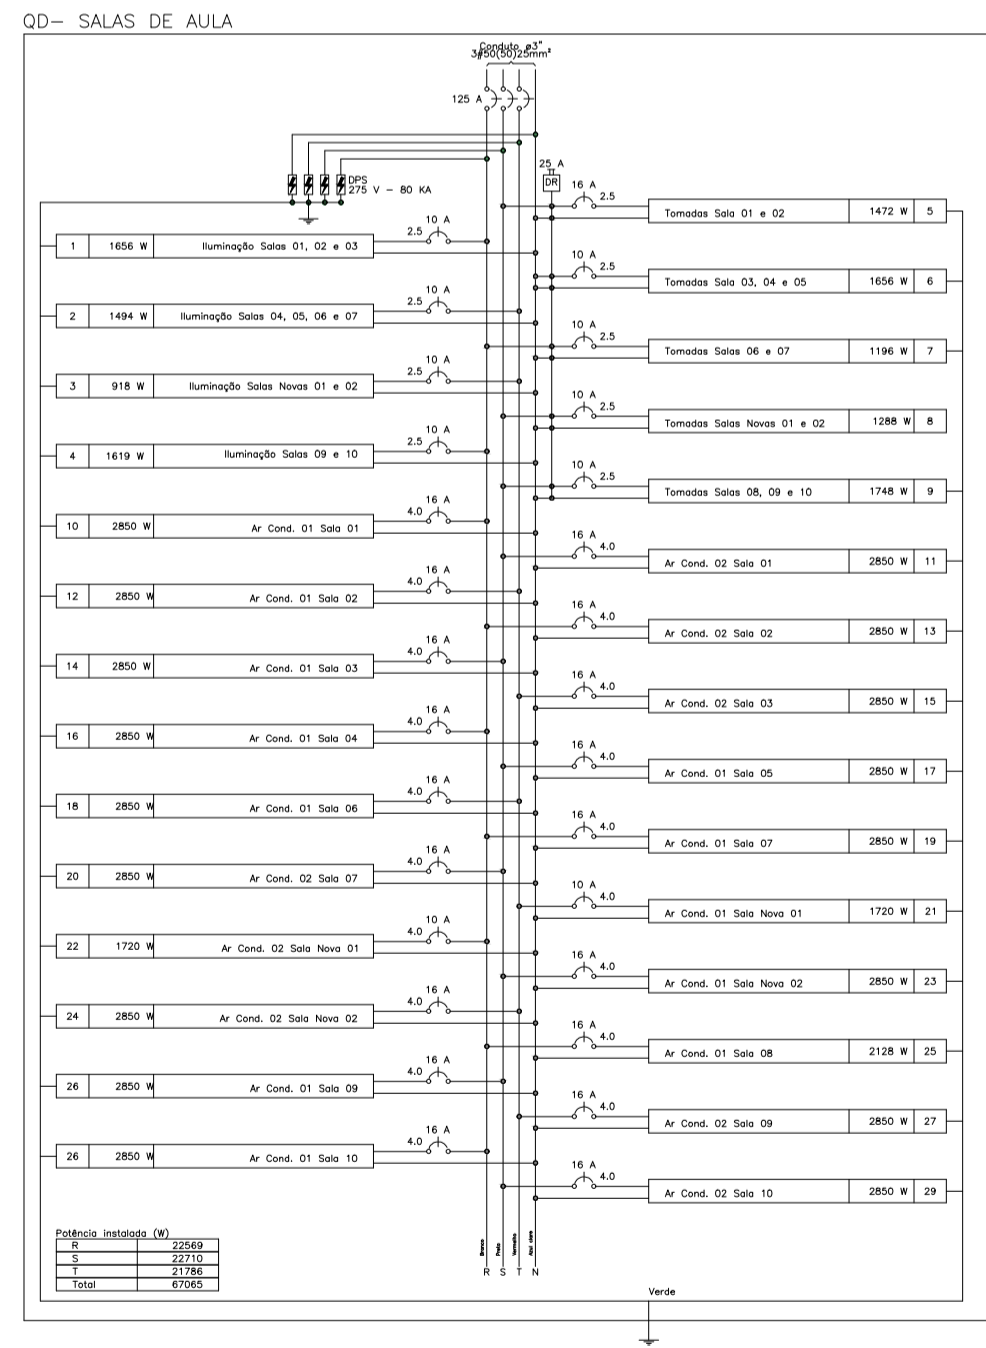 QD- SALAS DE AULA
Conduto ø3"
3#50(50)25mm²
125 A
DPS
275 V - 80 KA
25 A
DR
16 A
2.5
Tomadas Sala 01 e 02 1472 W 5
10 A
2.5
1 1656 W Iluminação Salas 01, 02 e 03
10 A
2.5
Tomadas Sala 03, 04 e 05 1656 W 6
10 A
2.5
2 1494 W Iluminação Salas 04, 05, 06 e 07
10 A
2.5
Tomadas Salas 06 e 07 1196 W 7
10 A
2.5
3 918 W Iluminação Salas Novas 01 e 02
10 A
2.5
Tomadas Salas Novas 01 e 02 1288 W 8
10 A
2.5
4 1619 W Iluminação Salas 09 e 10
10 A
2.5
Tomadas Salas 08, 09 e 10 1748 W 9
16 A
4.0
10 2850 W Ar Cond. 01 Sala 01
16 A
4.0
Ar Cond. 02 Sala 01 2850 W 11
16 A
4.0
12 2850 W Ar Cond. 01 Sala 02
16 A
4.0
Ar Cond. 02 Sala 02 2850 W 13
16 A
4.0
14 2850 W Ar Cond. 01 Sala 03
16 A
4.0
Ar Cond. 02 Sala 03 2850 W 15
16 A
4.0
16 2850 W Ar Cond. 01 Sala 04
16 A
4.0
Ar Cond. 01 Sala 05 2850 W 17
16 A
4.0
18 2850 W Ar Cond. 01 Sala 06
16 A
4.0
Ar Cond. 01 Sala 07 2850 W 19
16 A
4.0
20 2850 W Ar Cond. 02 Sala 07
10 A
4.0
Ar Cond. 01 Sala Nova 01 1720 W 21
10 A
4.0
22 1720 W Ar Cond. 02 Sala Nova 01
16 A
4.0
Ar Cond. 01 Sala Nova 02 2850 W 23
16 A
4.0
24 2850 W Ar Cond. 02 Sala Nova 02
16 A
4.0
Ar Cond. 01 Sala 08 2128 W 25
16 A
4.0
26 2850 W Ar Cond. 01 Sala 09
16 A
4.0
Ar Cond. 02 Sala 09 2850 W 27
16 A
4.0
26 2850 W Ar Cond. 01 Sala 10
16 A
4.0
Ar Cond. 02 Sala 10 2850 W 29
Potência instalada (W)
R 22569
S 22710
T 21786
Total 67065
Branco
Preto
Vermelho
Azul claro
R S T N
Verde